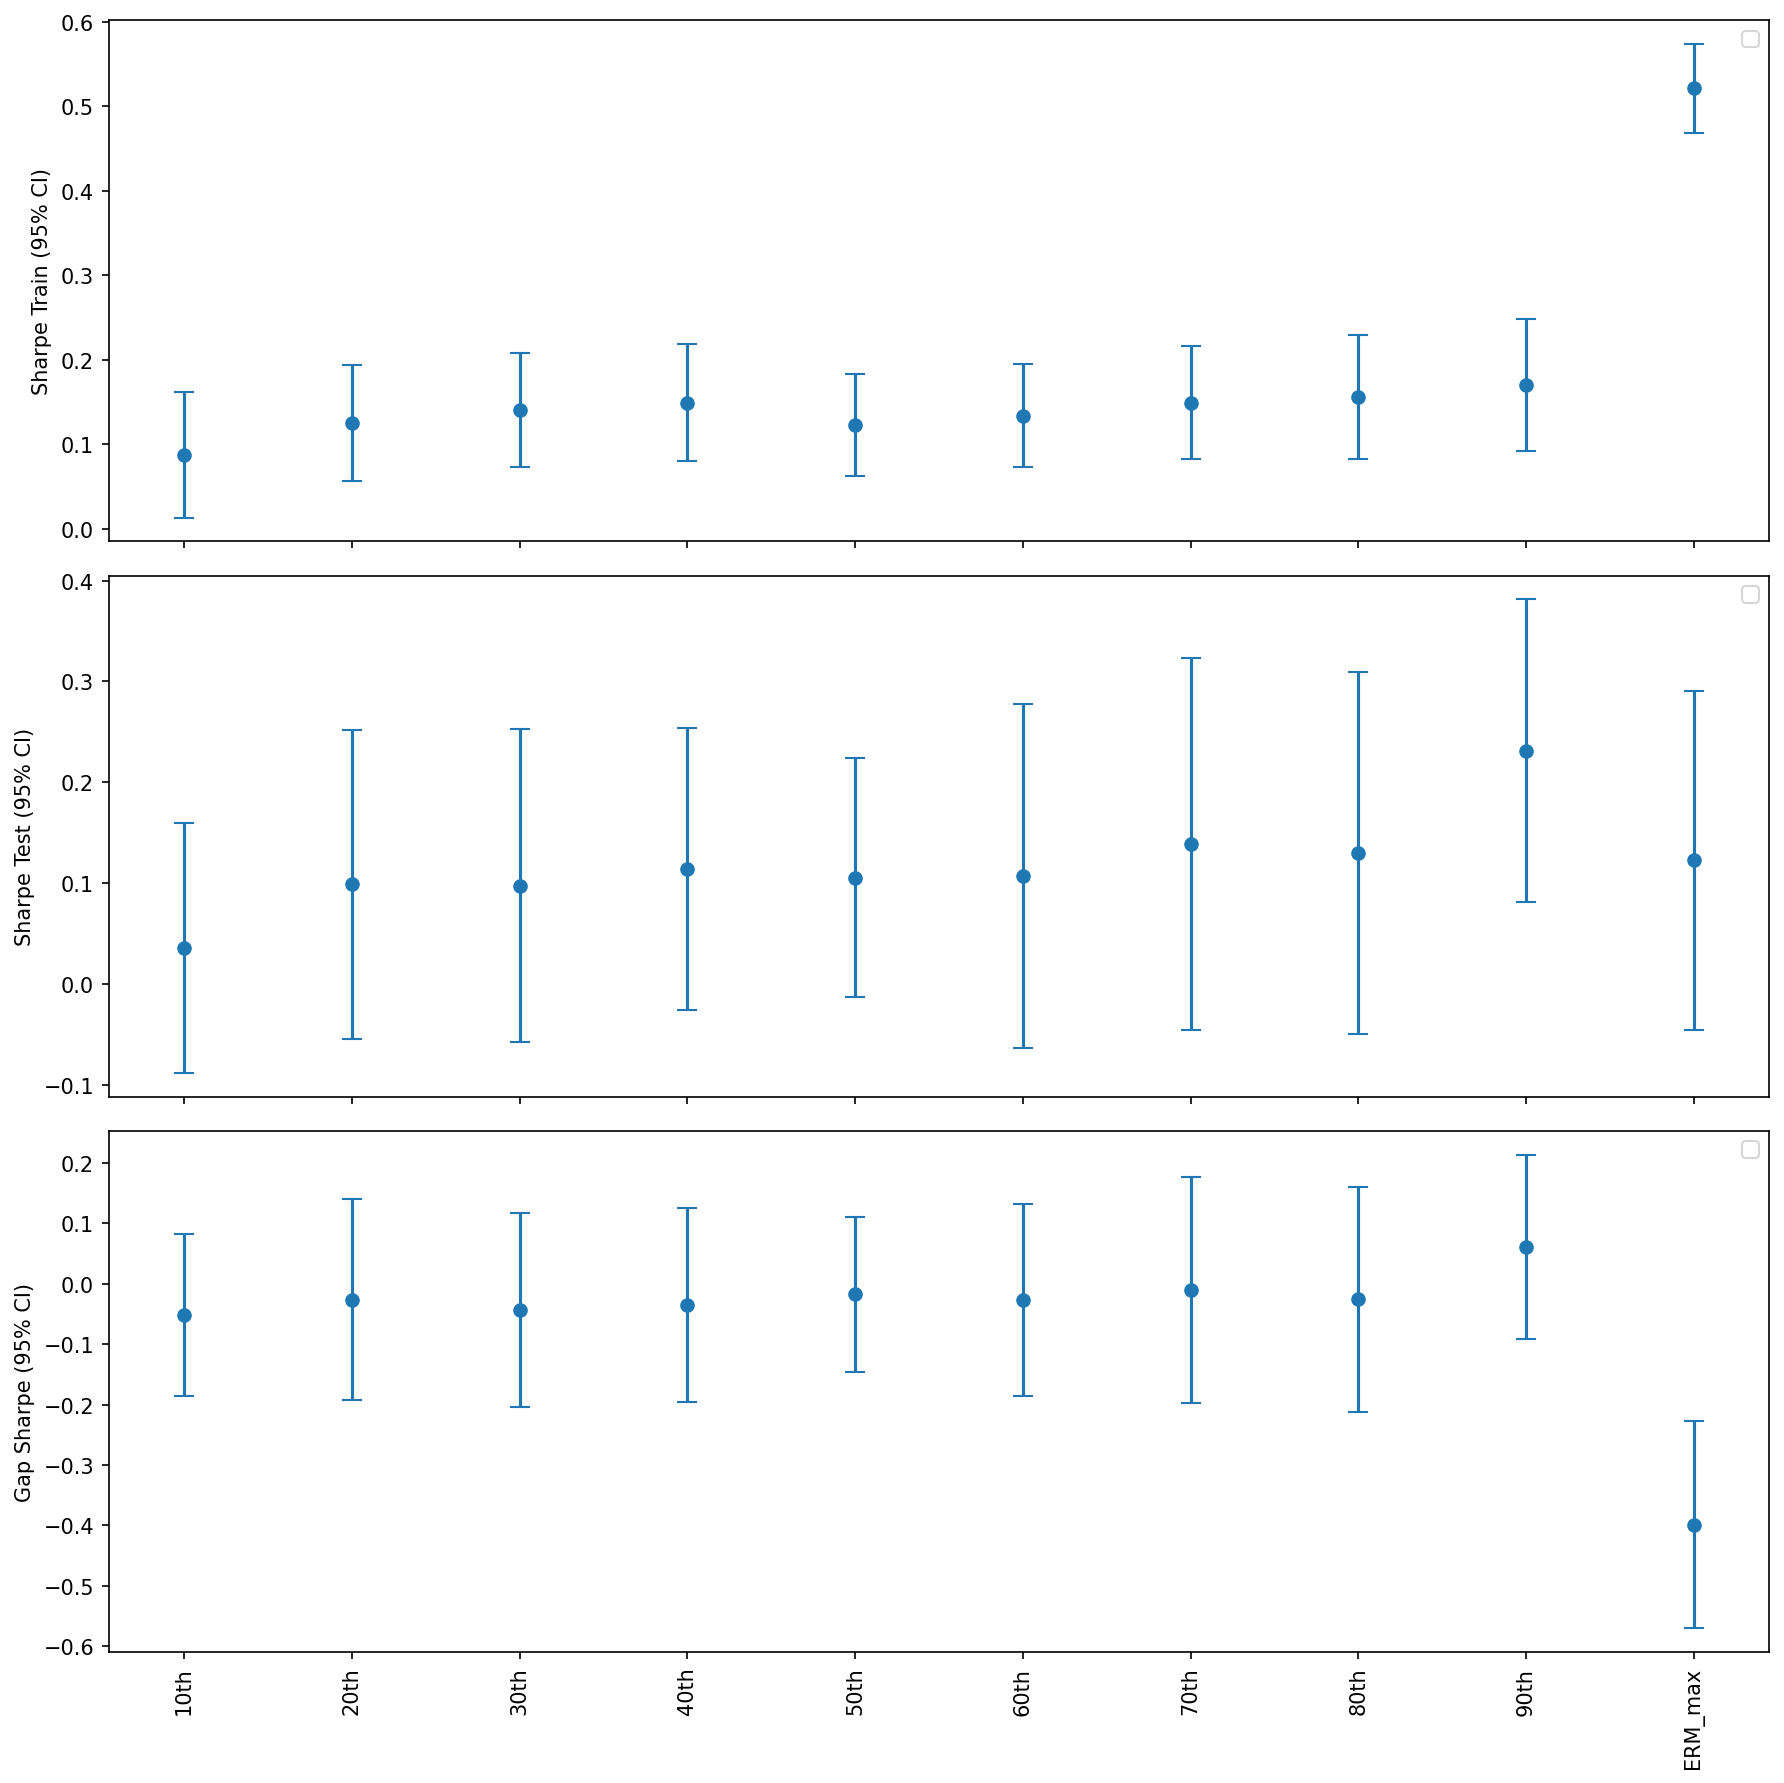 0.6
0.5
0.4
0.3
0.2
0.1
0.0
Sharpe Train (95% CI)
0.4
0.3
0.2
0.1
0.0
−0.1
Sharpe Test (95% CI)
0.2
0.1
0.0
−0.1
−0.2
−0.3
−0.4
−0.5
−0.6
Gap Sharpe (95% CI)
10th
20th
30th
40th
50th
60th
70th
80th
90th
ERM_max